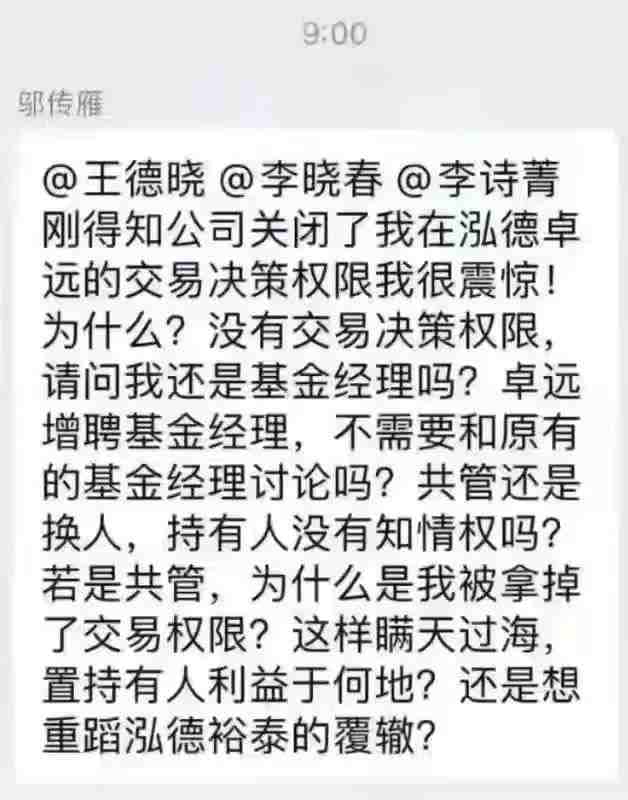 9:00
邬传雁
@王德晓 @李晓春 @李诗菁
刚得知公司关闭了我在泓德卓
远的交易决策权限我很震惊！
为什么？没有交易决策权限，
请问我还是基金经理吗？卓远
增聘基金经理，不需要和原有
的基金经理讨论吗？共管还是
换人，持有人没有知情权吗？
若是共管，为什么是我被拿掉
了交易权限？这样瞒天过海，
置持有人利益于何地？还是想
重蹈泓德裕泰的覆辙？